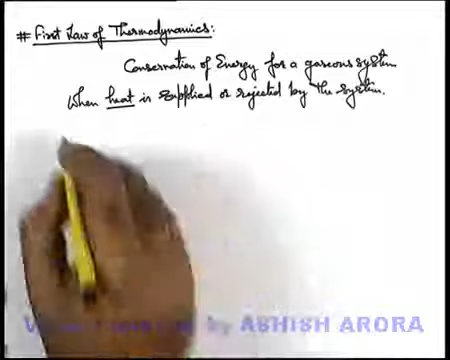 # First Law of Thermodynamics:
Conservation of Energy for a gaseous system
When heat is supplied or rejected by the system.
by ABHISH ARORA